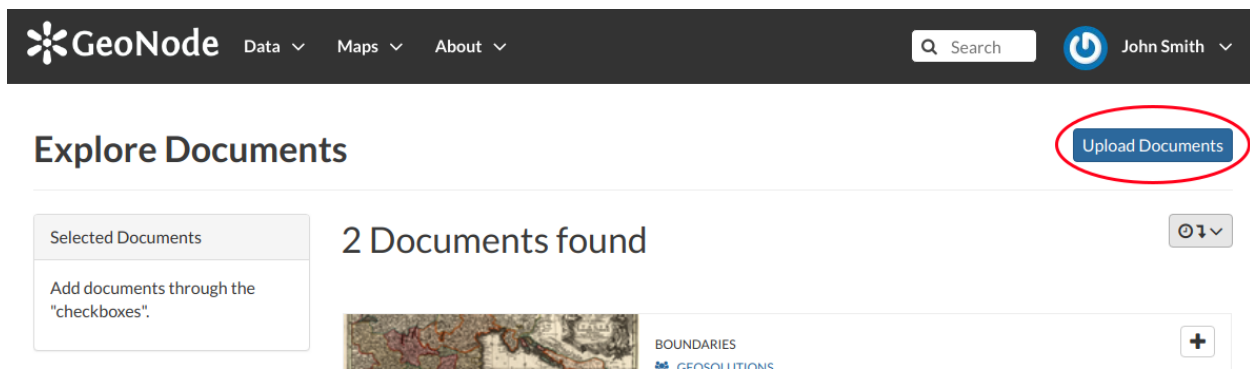 GeoNode Data Maps About Search John Smith
Explore Documents
Upload Documents
Selected Documents
2 Documents found
Add documents through the
"checkboxes".
BOUNDARIES
GEOSOLUTIONS